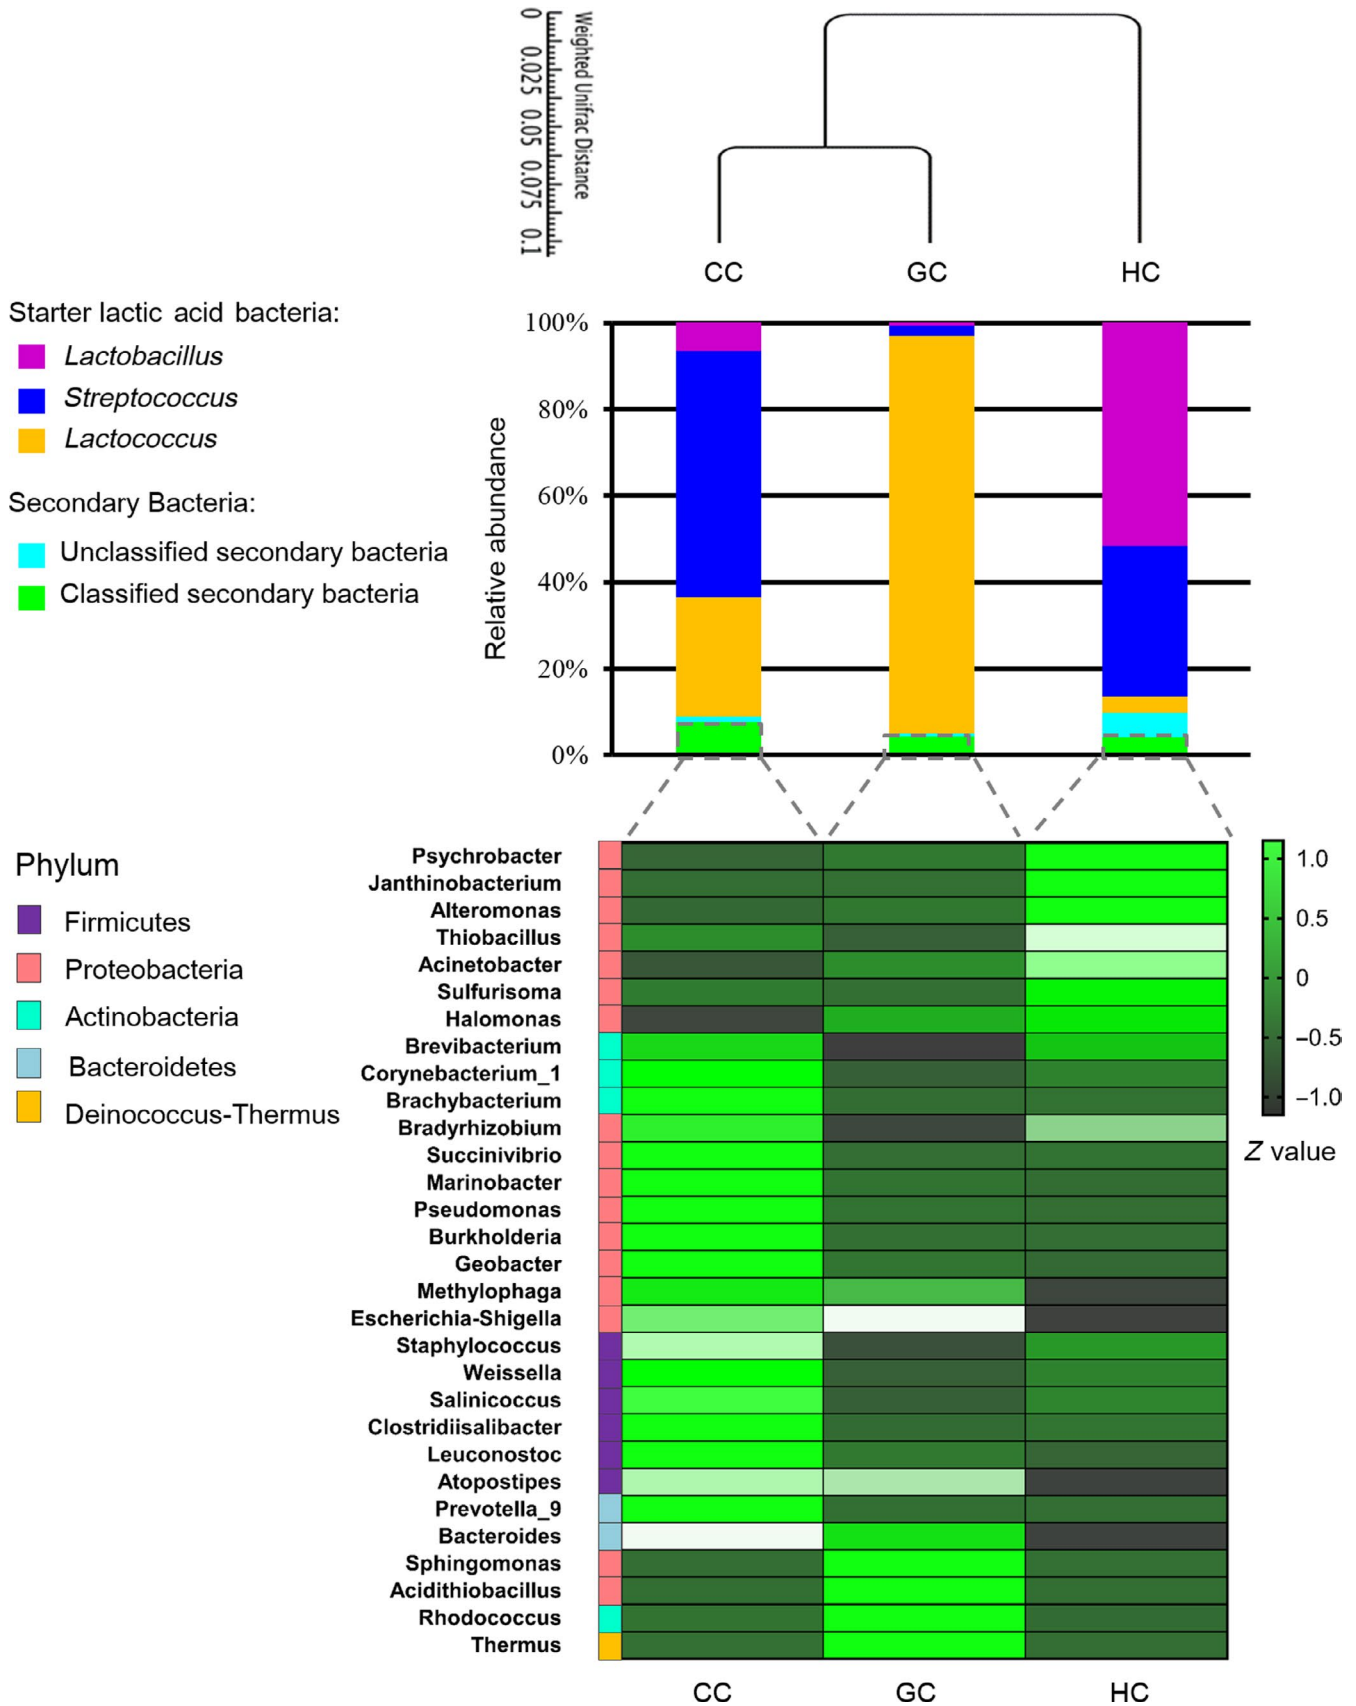 0 0.025 0.05 0.075 0.1
Weighted Unifrac Distance
CC GC HC
Starter lactic acid bacteria:
Lactobacillus
Streptococcus
Lactococcus
Secondary Bacteria:
Unclassified secondary bacteria
Classified secondary bacteria
Relative abundance
100%
80%
60%
40%
20%
0%
Phylum
Firmicutes
Proteobacteria
Actinobacteria
Bacteroidetes
Deinococcus-Thermus
Psychrobacter
Janthinobacterium
Alteromonas
Thiobacillus
Acinetobacter
Sulfurisoma
Halomonas
Brevibacterium
Corynebacterium_1
Brachybacterium
Bradyrhizobium
Succinivibrio
Marinobacter
Pseudomonas
Burkholderia
Geobacter
Methylophaga
Escherichia-Shigella
Staphylococcus
Weissella
Salinicoccus
Clostridiisalibacter
Leuconostoc
Atopostipes
Prevotella_9
Bacteroides
Sphingomonas
Acidithiobacillus
Rhodococcus
Thermus
1.0
0.5
0
−0.5
−1.0
Z value
CC GC HC